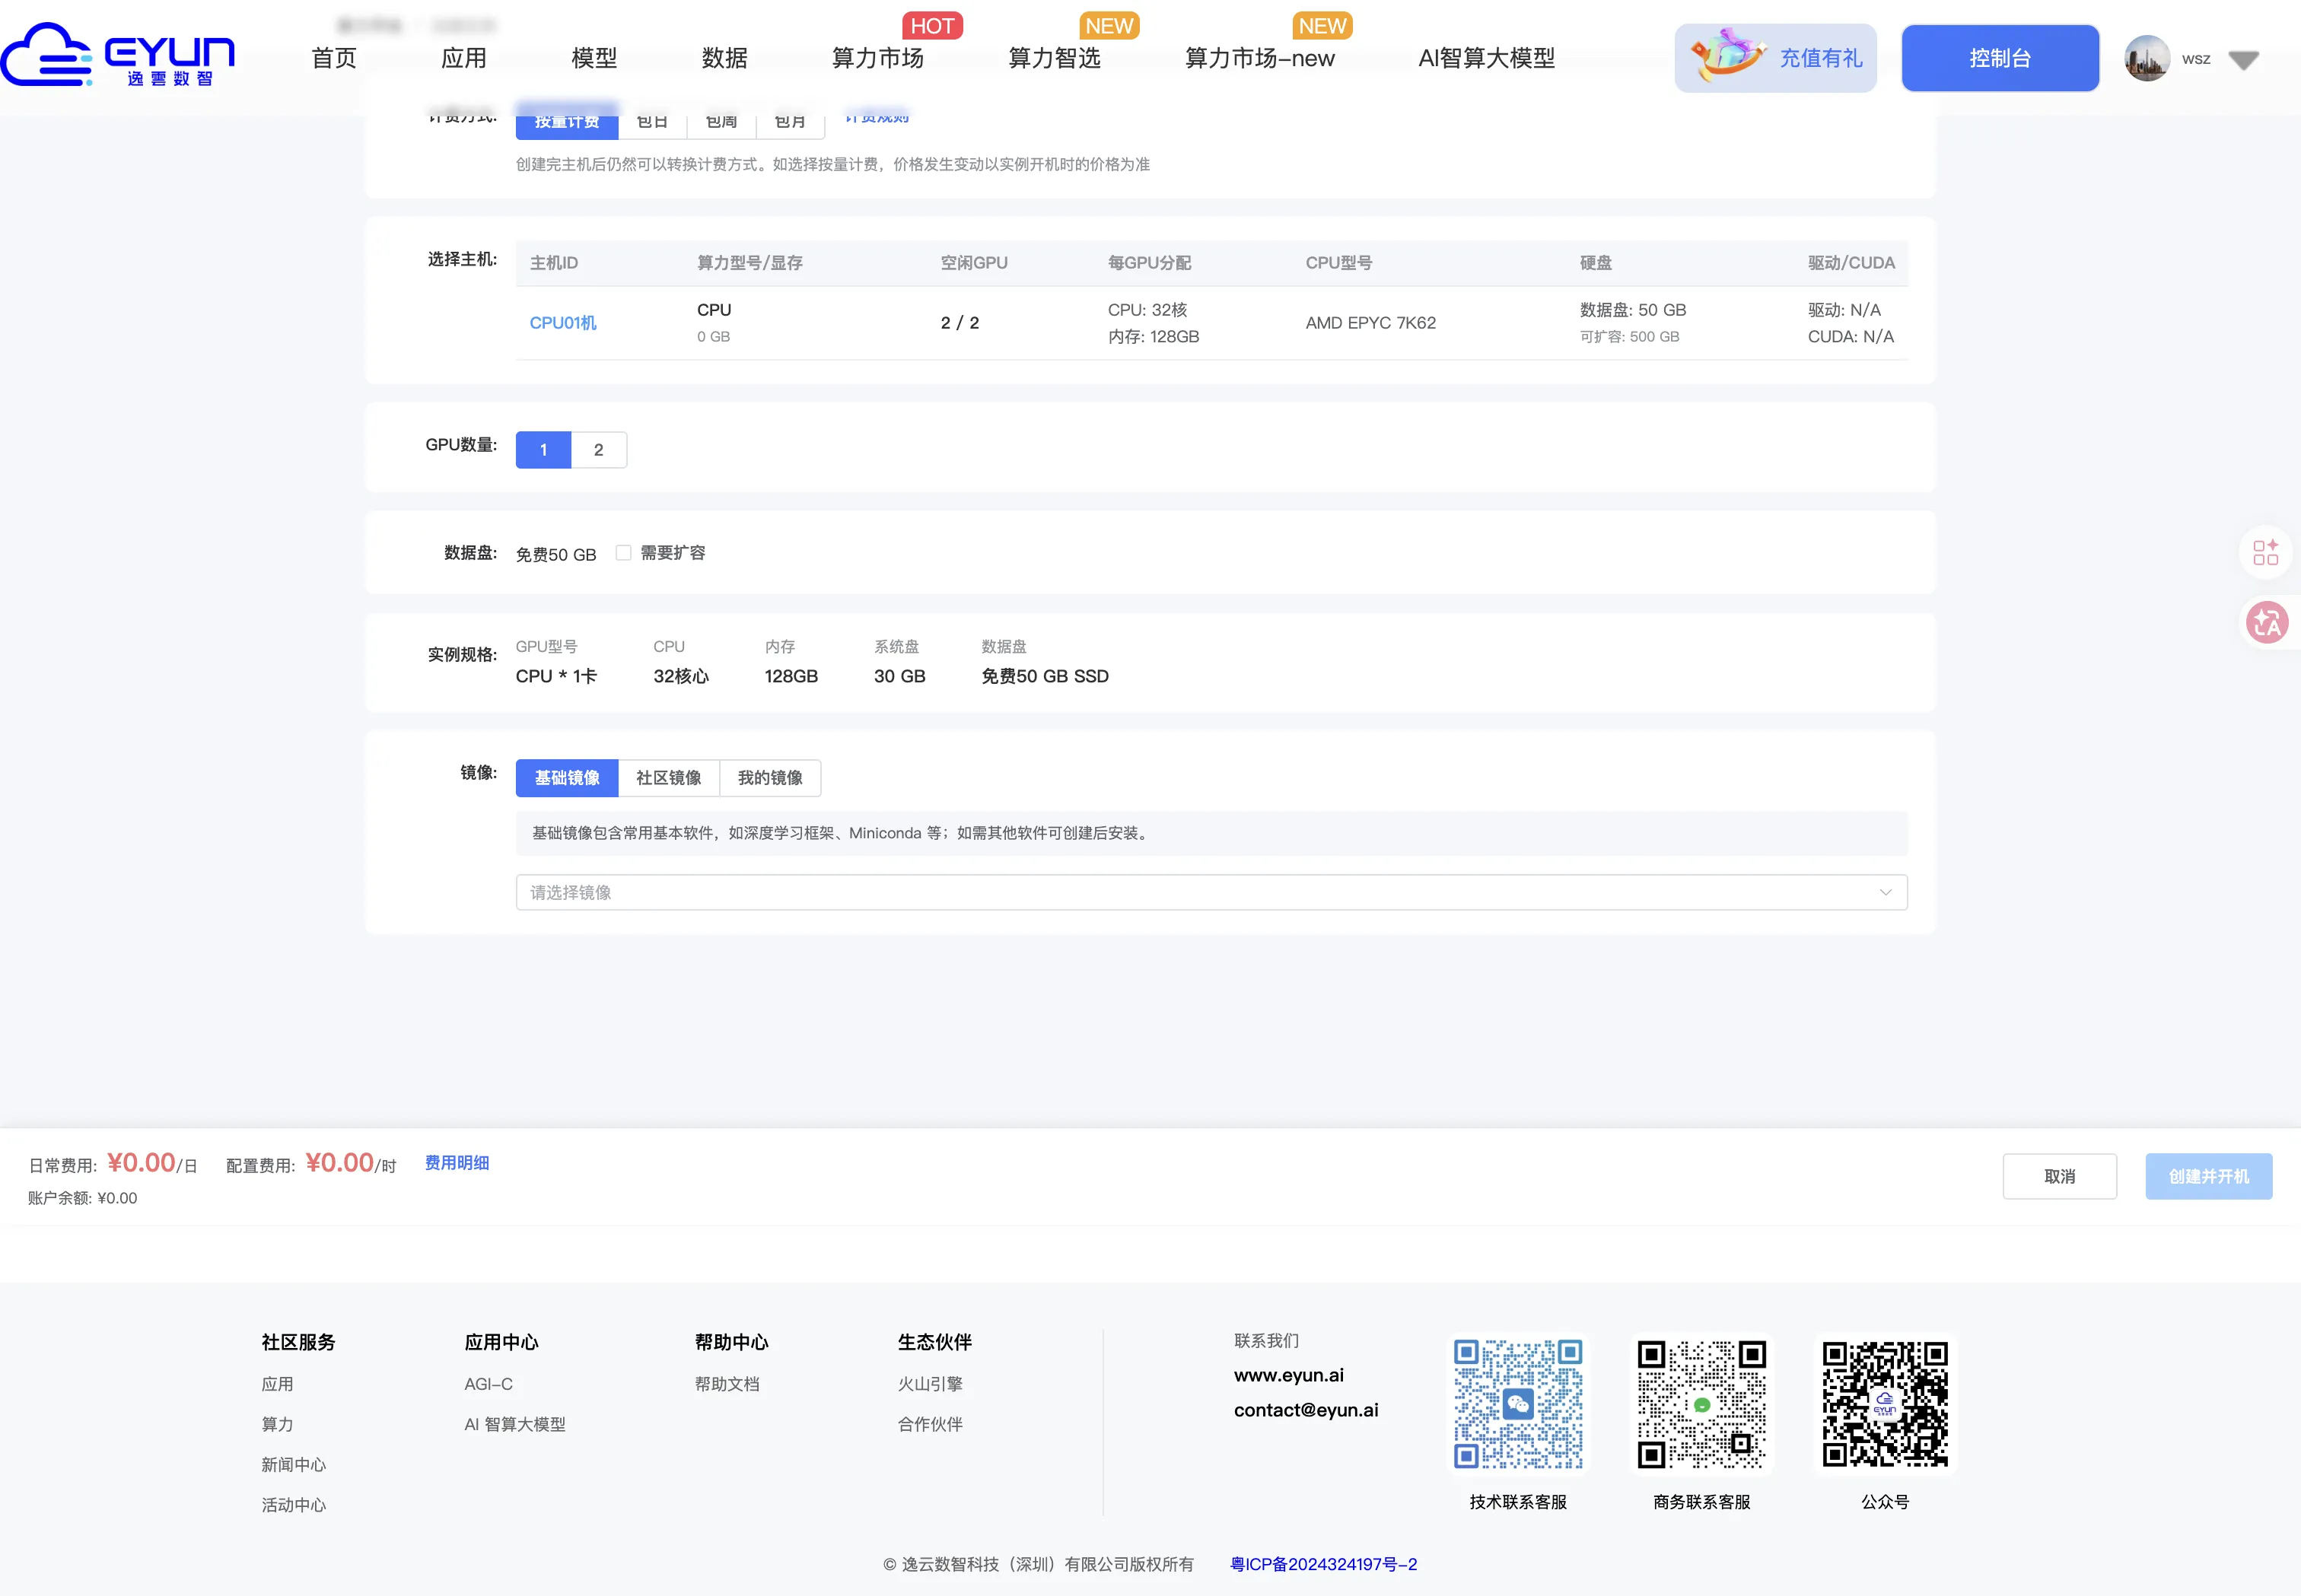 EYUN
逸雲数智
首页
应用
模型
数据
HOT
算力市场
NEW
算力智选
NEW
算力市场-new
AI智算大模型
充值有礼
控制台
wsz
计费方式:
按量计费 包日 包周 包月 计费规则
创建完主机后仍然可以转换计费方式。如选择按量计费，价格发生变动以实例开机时的价格为准
选择主机:
主机ID 算力型号/显存 空闲GPU 每GPU分配 CPU型号 硬盘 驱动/CUDA
CPU01机 CPU 2 / 2 CPU: 32核 AMD EPYC 7K62 数据盘: 50 GB 驱动: N/A
0 GB 内存: 128GB 可扩容: 500 GB CUDA: N/A
GPU数量: 1 2
数据盘: 免费50 GB 需要扩容
实例规格:
GPU型号 CPU 内存 系统盘 数据盘
CPU * 1卡 32核心 128GB 30 GB 免费50 GB SSD
镜像: 基础镜像 社区镜像 我的镜像
基础镜像包含常用基本软件，如深度学习框架、Miniconda 等；如需其他软件可创建后安装。
请选择镜像
日常费用: ¥0.00/日 配置费用: ¥0.00/时 费用明细
账户余额: ¥0.00
取消 创建并开机
社区服务
应用
算力
新闻中心
活动中心
应用中心
AGI-C
AI 智算大模型
帮助中心
帮助文档
生态伙伴
火山引擎
合作伙伴
联系我们
www.eyun.ai
contact@eyun.ai
技术联系客服
商务联系客服
EYUN
公众号
© 逸云数智科技（深圳）有限公司版权所有 粤ICP备2024324197号-2